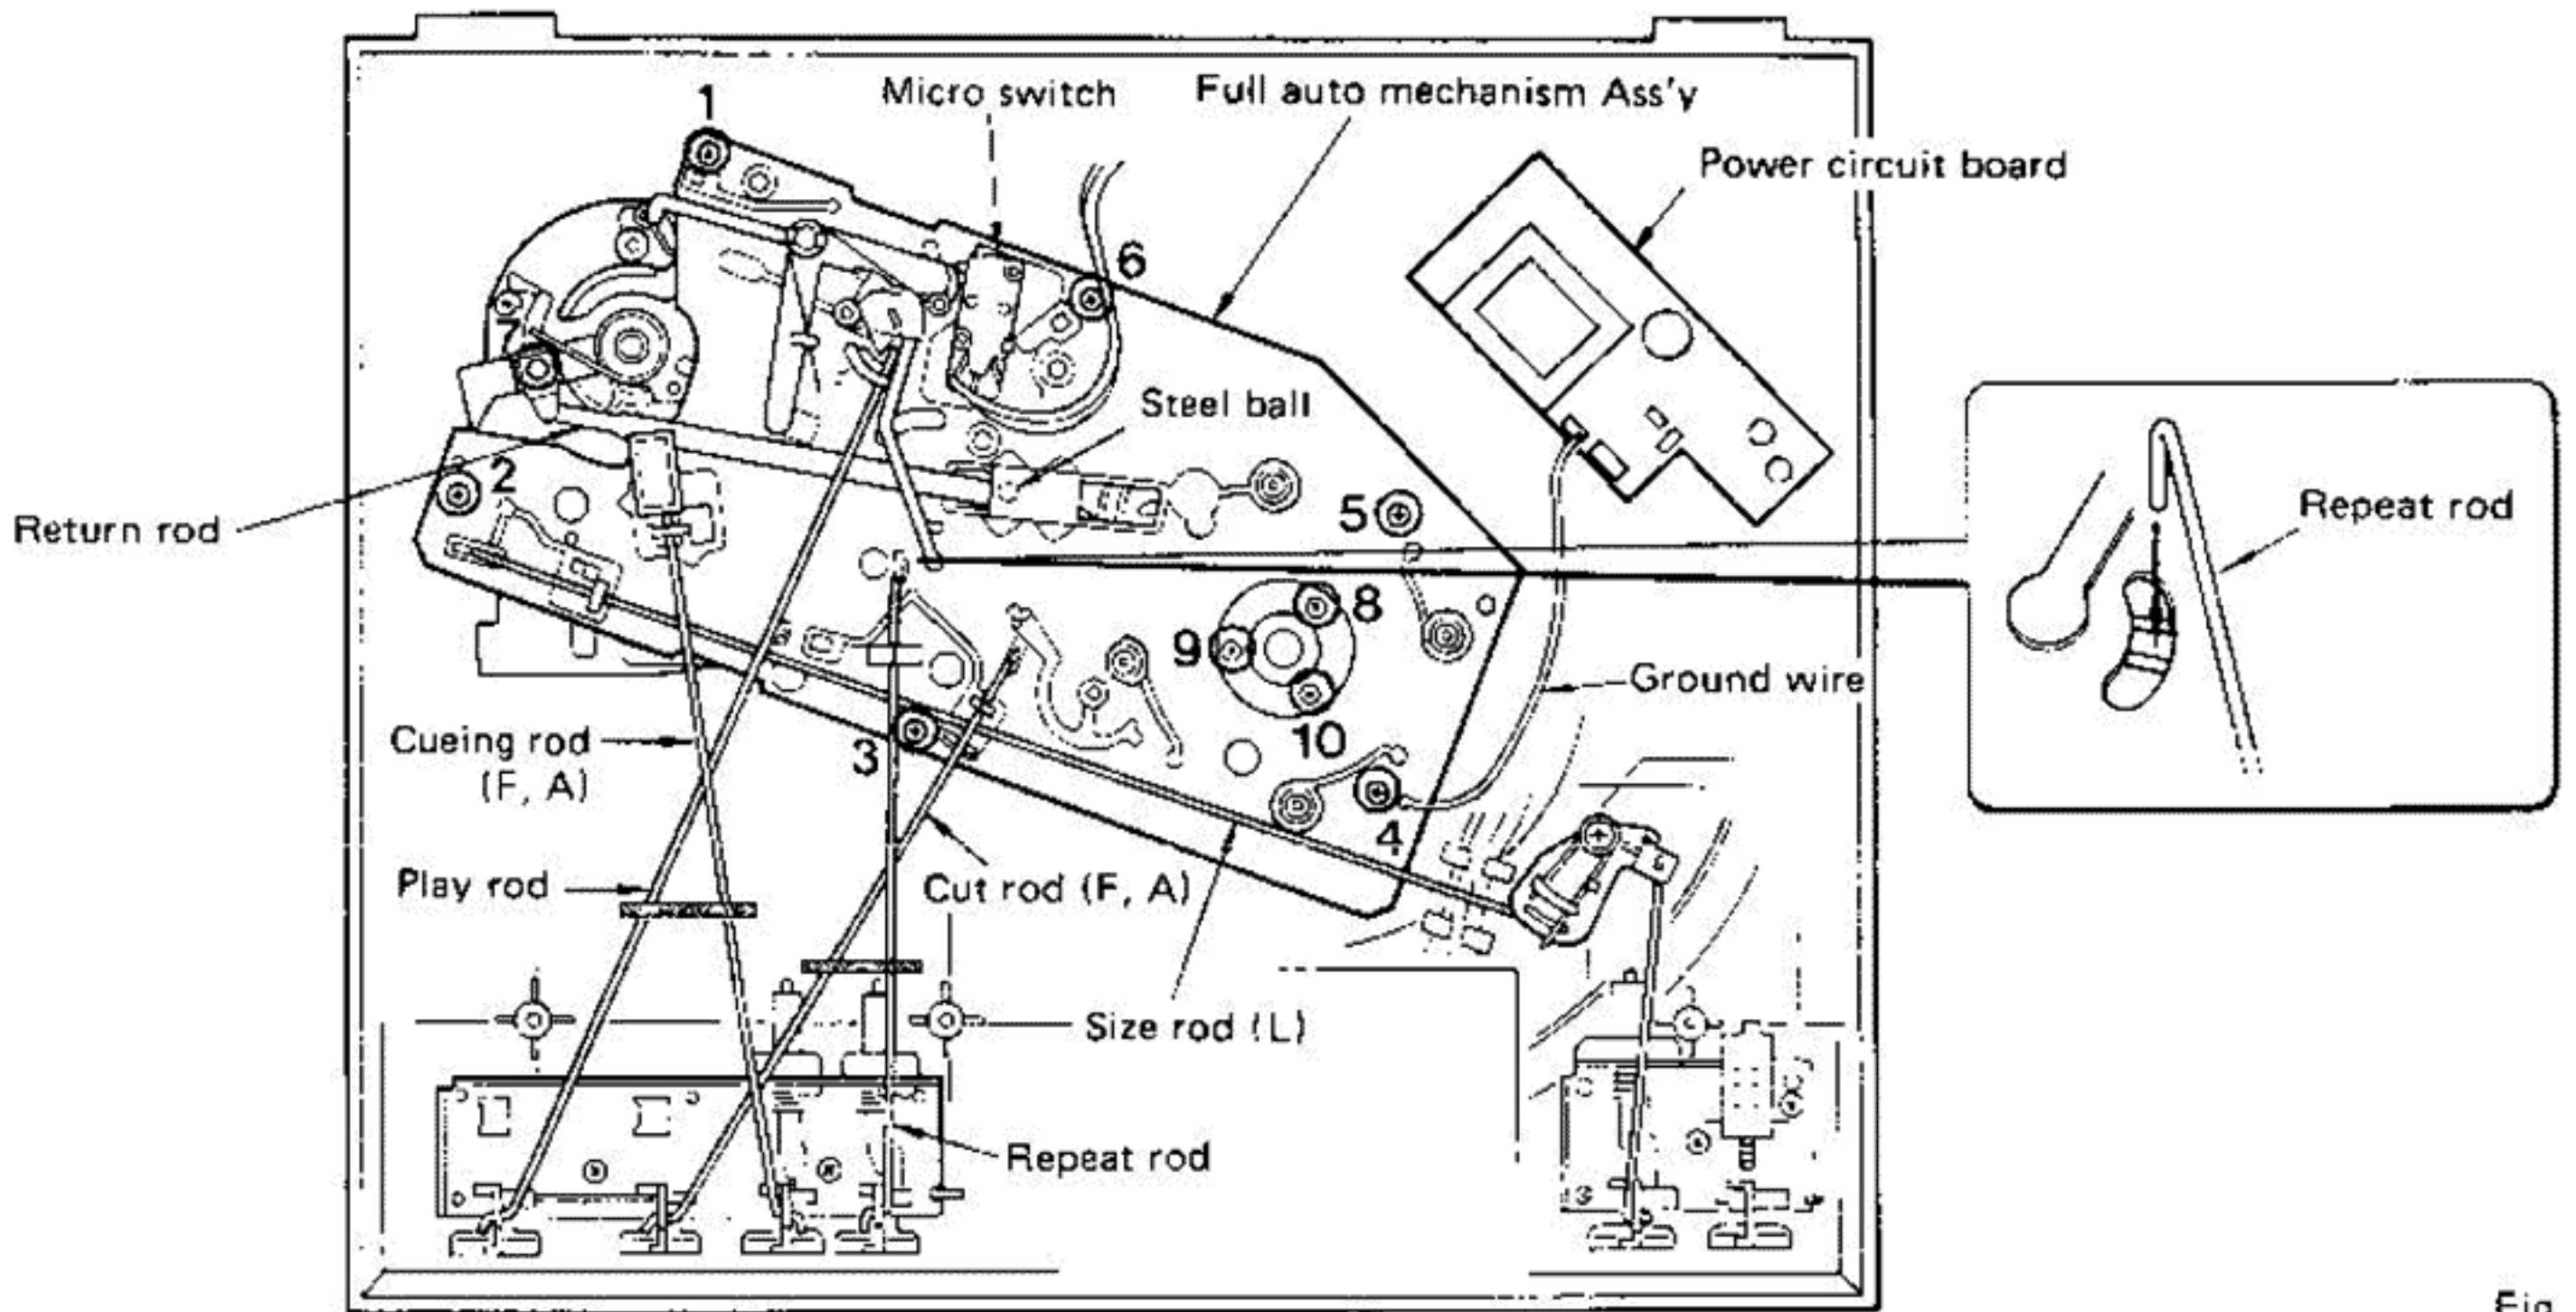 Micro switch
Full auto mechanism Ass'y
1
Power circuit board
6
7
Steel ball
2
5
Repeat rod
Return rod
8
9
Ground wire
10
Cueing rod
(F, A)
3
4
Play rod
Cut rod (F, A)
Size rod (L)
Repeat rod
Fig